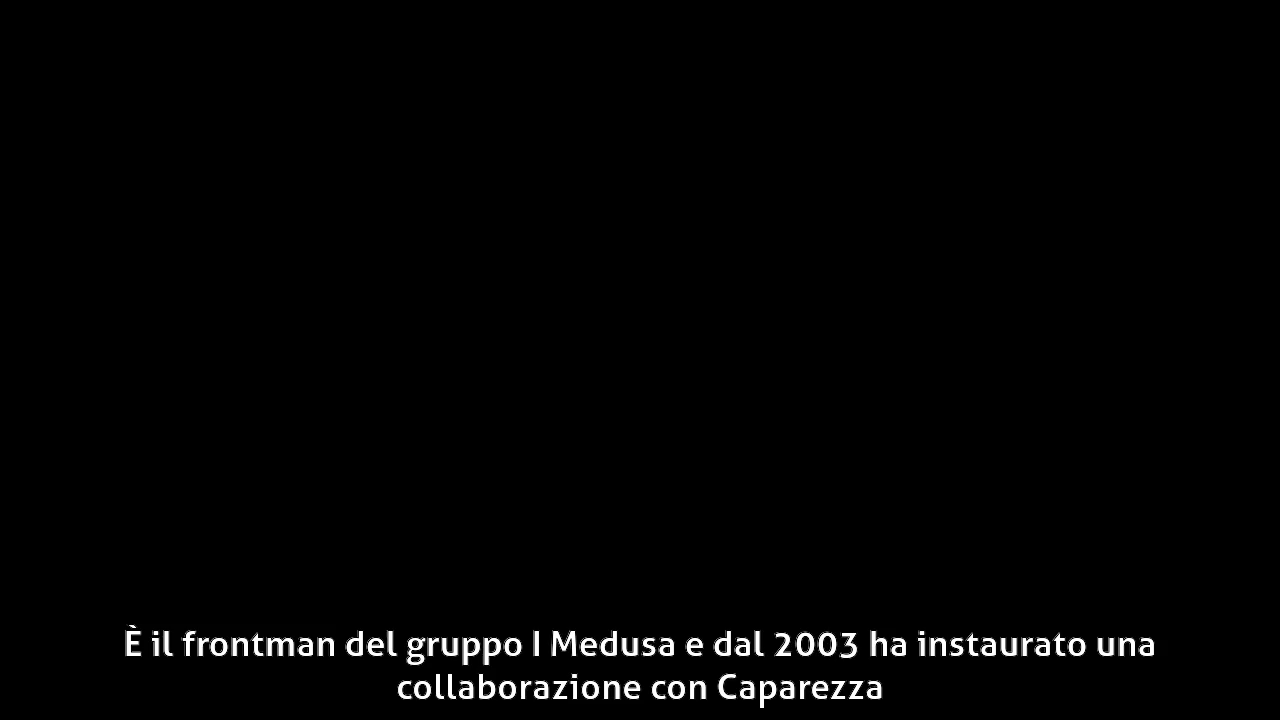 È il frontman del gruppo I Medusa e dal 2003 ha instaurato una
collaborazione con Caparezza